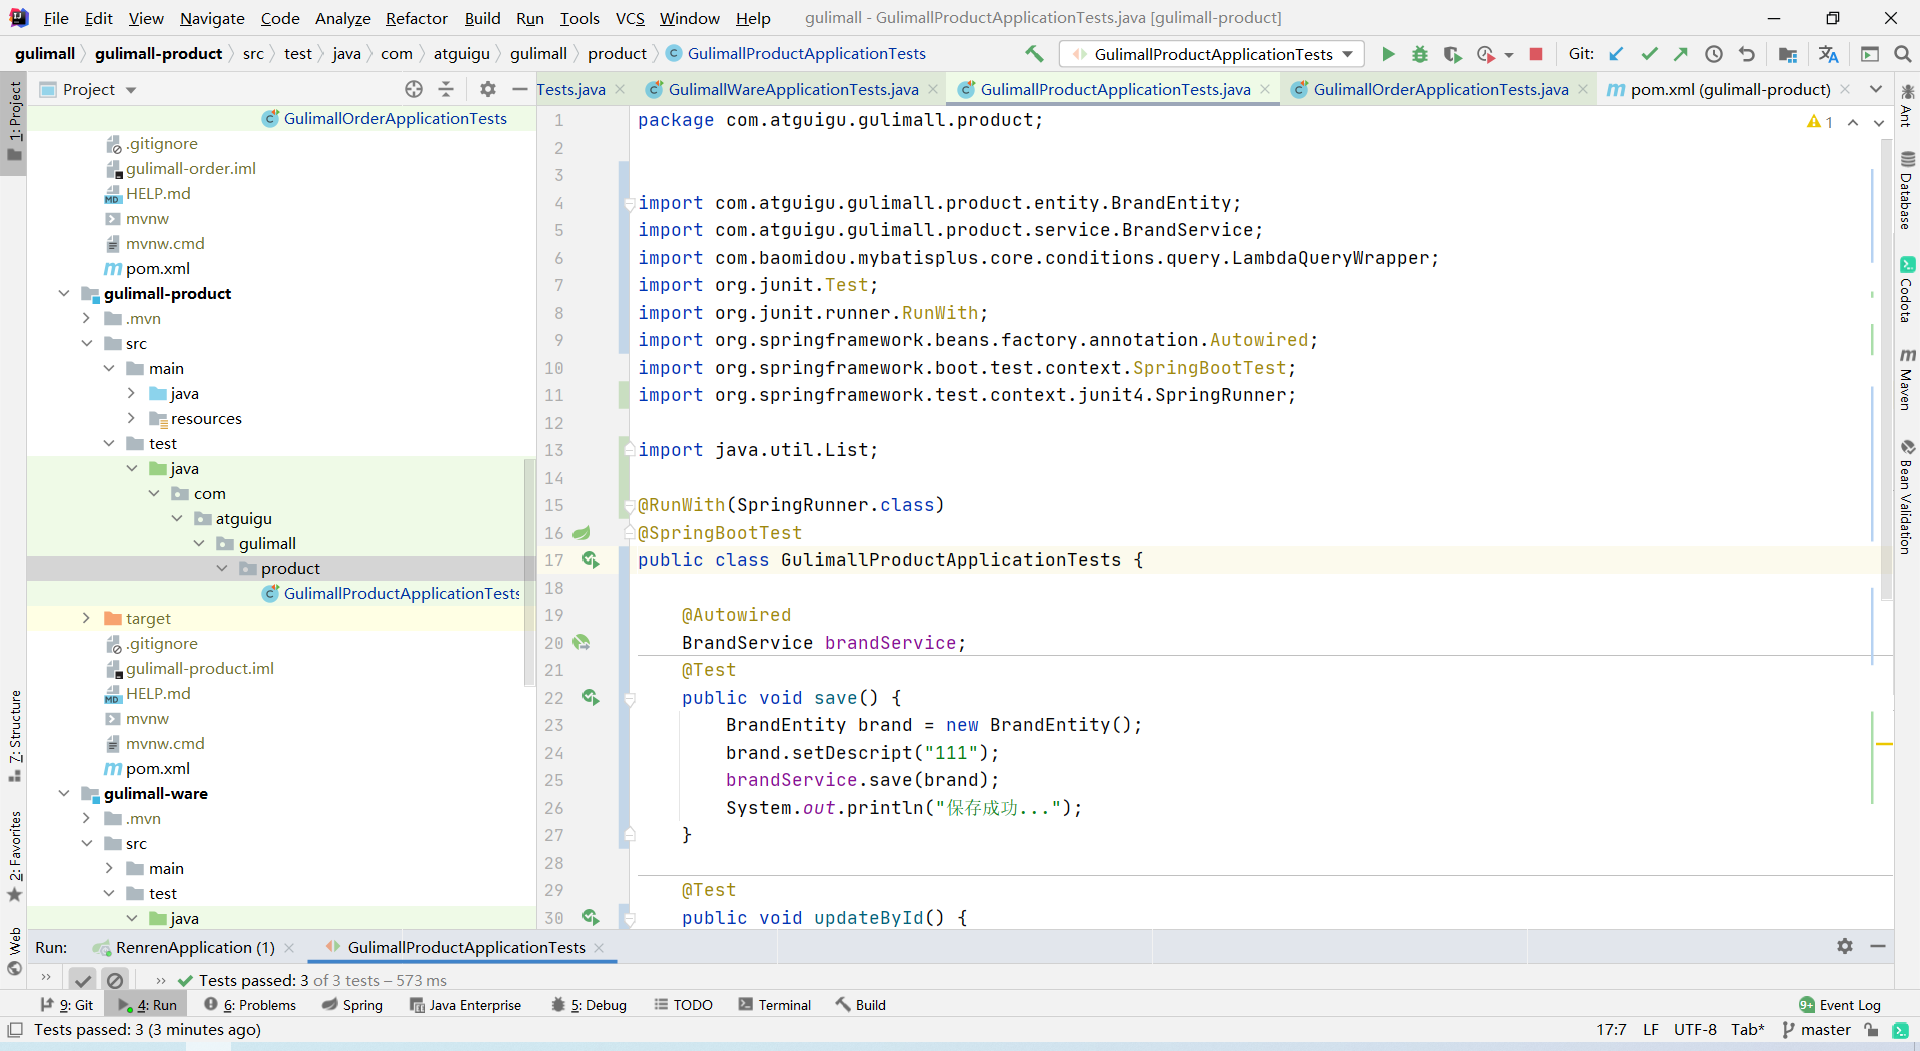 File Edit View Navigate Code Analyze Refactor Build Run Tools VCS Window Help gulimall - GulimallProductApplicationTests.java [gulimall-product]
gulimall gulimall-product src test java com atguigu gulimall product GulimallProductApplicationTests GulimallProductApplicationTests Git:
Project
Tests.java GulimallWareApplicationTests.java GulimallProductApplicationTests.java GulimallOrderApplicationTests.java pom.xml (gulimall-product)
1: Project
7: Structure
2: Favorites
Web
GulimallOrderApplicationTests
.gitignore
gulimall-order.iml
HELP.md
mvnw
mvnw.cmd
pom.xml
gulimall-product
.mvn
src
main
java
resources
test
java
com
atguigu
gulimall
product
GulimallProductApplicationTests
target
.gitignore
gulimall-product.iml
HELP.md
mvnw
mvnw.cmd
pom.xml
gulimall-ware
.mvn
src
main
test
java
1 package com.atguigu.gulimall.product;
2
3
4 import com.atguigu.gulimall.product.entity.BrandEntity;
5 import com.atguigu.gulimall.product.service.BrandService;
6 import com.baomidou.mybatisplus.core.conditions.query.LambdaQueryWrapper;
7 import org.junit.Test;
8 import org.junit.runner.RunWith;
9 import org.springframework.beans.factory.annotation.Autowired;
10 import org.springframework.boot.test.context.SpringBootTest;
11 import org.springframework.test.context.junit4.SpringRunner;
12
13 import java.util.List;
14
15 @RunWith(SpringRunner.class)
16 @SpringBootTest
17 public class GulimallProductApplicationTests {
18
19 @Autowired
20 BrandService brandService;
21 @Test
22 public void save() {
23 BrandEntity brand = new BrandEntity();
24 brand.setDescript("111");
25 brandService.save(brand);
26 System.out.println("保存成功...");
27 }
28
29 @Test
30 public void updateById() {
1
Ant
Database
Codota
Maven
Bean Validation
Run: RenrenApplication (1) GulimallProductApplicationTests
» » Tests passed: 3 of 3 tests – 573 ms
9: Git 4: Run 6: Problems Spring Java Enterprise 5: Debug TODO Terminal Build 9+ Event Log
Tests passed: 3 (3 minutes ago) 17:7 LF UTF-8 Tab* master